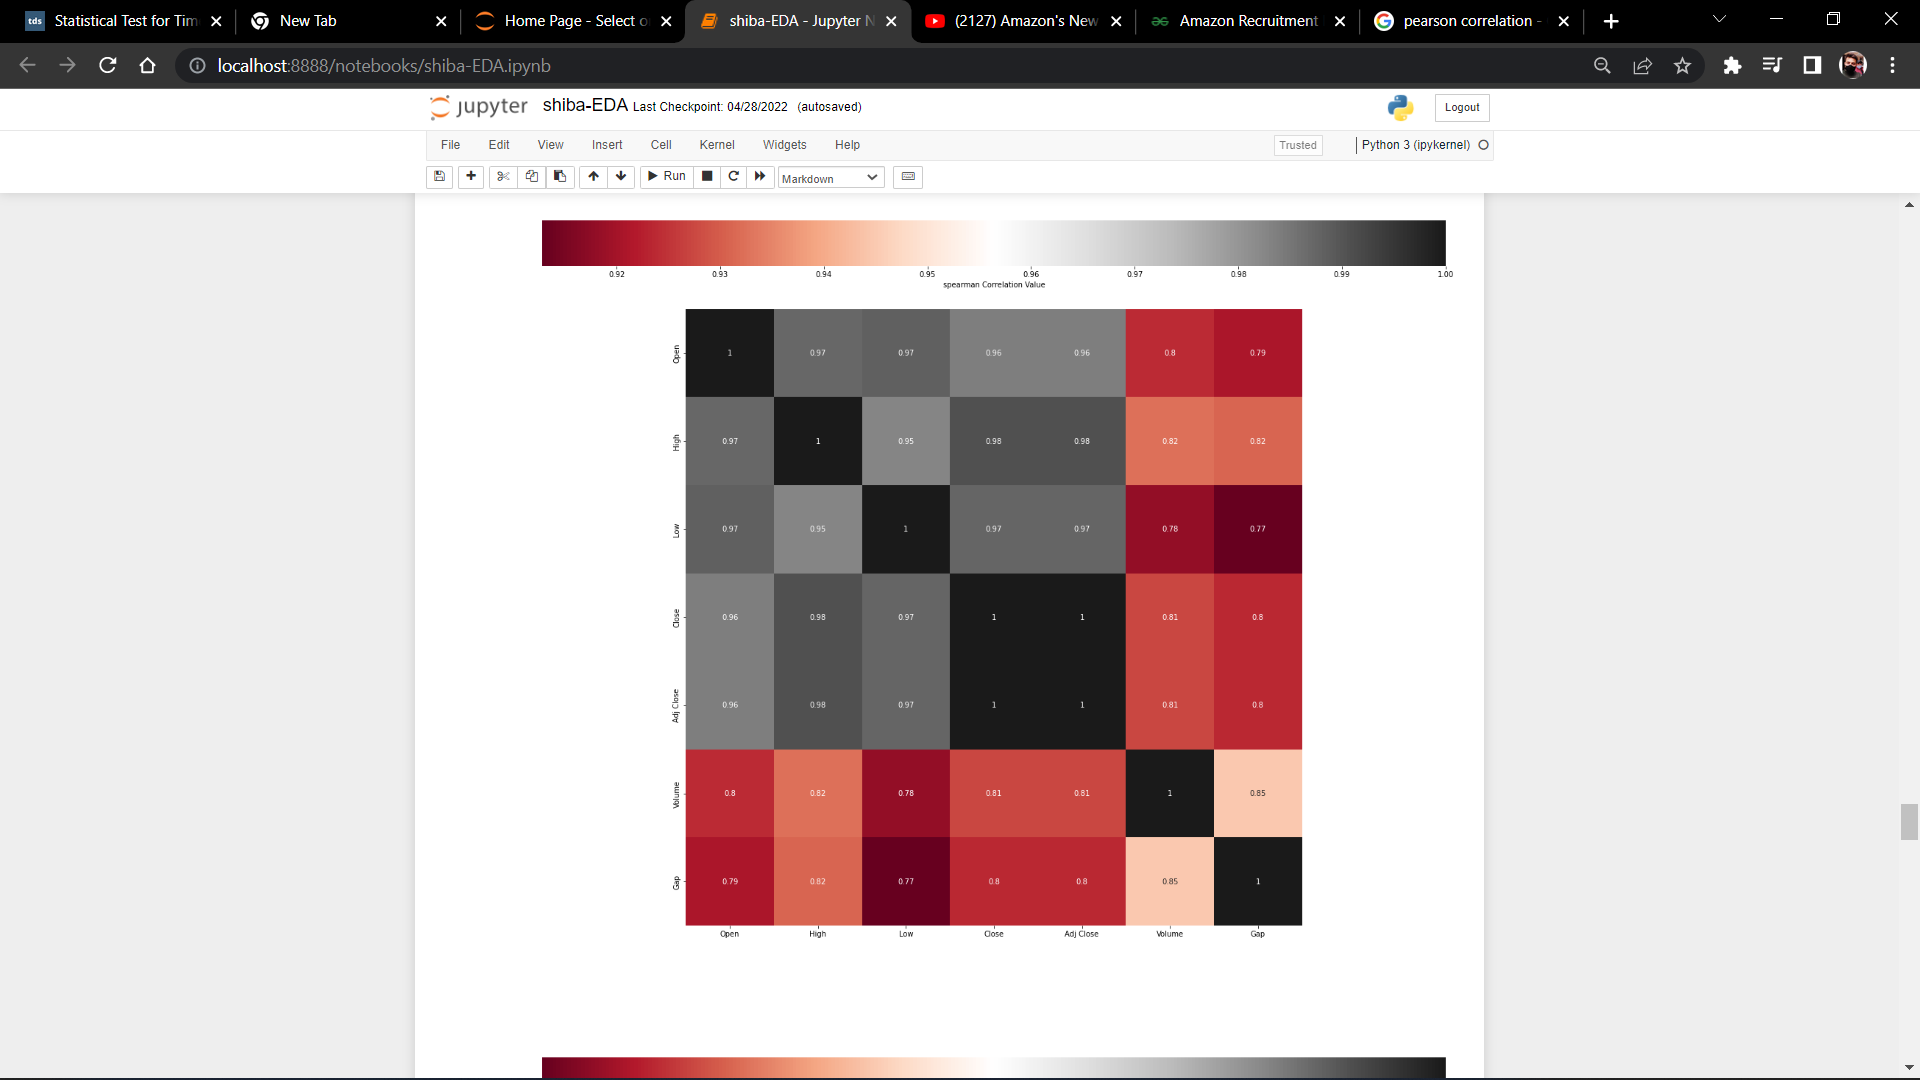 tds Statistical Test for Tim
New Tab
Home Page - Select o
shiba-EDA - Jupyter N
(2127) Amazon's New
Amazon Recruitment
pearson correlation -
localhost:8888/notebooks/shiba-EDA.ipynb
jupyter shiba-EDA Last Checkpoint: 04/28/2022 (autosaved)
Logout
File Edit View Insert Cell Kernel Widgets Help
Trusted Python 3 (ipykernel)
Run Markdown
0.92 0.93 0.94 0.95 0.96 0.97 0.98 0.99 1.00
spearman Correlation Value
Open 1 0.97 0.97 0.96 0.96 0.8 0.79
High 0.97 1 0.95 0.98 0.98 0.82 0.82
Low 0.97 0.95 1 0.97 0.97 0.78 0.77
Close 0.96 0.98 0.97 1 1 0.81 0.8
Adj Close 0.96 0.98 0.97 1 1 0.81 0.8
Volume 0.8 0.82 0.78 0.81 0.81 1 0.85
Gap 0.79 0.82 0.77 0.8 0.8 0.85 1
Open High Low Close Adj Close Volume Gap